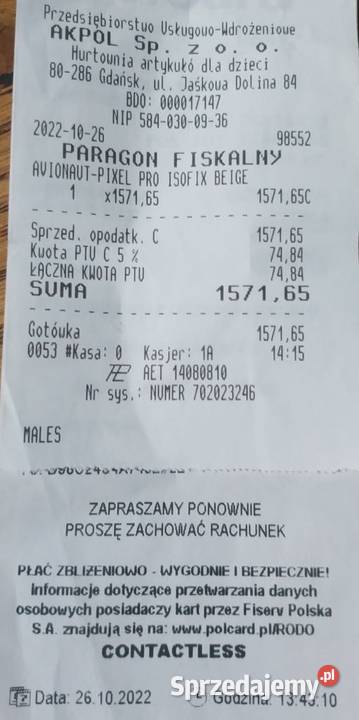 Przedsiębiorstwo Usługowo-Wdrożeniowe
AKPOL Sp. z o. o.
Hurtownia artykułó dla dzieci
80-286 Gdańsk, ul. Jaśkowa Dolina 84
BDO: 000017147
NIP 584-030-09-36
2022-10-26 98552
PARAGON FISKALNY
AVIONAUT-PIXEL PRO ISOFIX BEIGE
1 x1571,65 1571,65C
Sprzed. opodatk. C 1571,65
Kwota PTU C 5 % 74,84
ŁĄCZNA KWOTA PTU 74,84
SUMA 1571,65
Gotówka 1571,65
0053 #Kasa: 0 Kasjer: 1A 14:15
AET 14080810
Nr sys.: NUMER 702023246
MALES
ZAPRASZAMY PONOWNIE
PROSZĘ ZACHOWAĆ RACHUNEK
PŁAĆ ZBLIŻENIOWO - WYGODNIE I BEZPIECZNIE!
Informacje dotyczące przetwarzania danych
osobowych posiadaczy kart przez Fiserv Polska
S.A. znajdują się na: www.polcard.pl/RODO
CONTACTLESS
Sprzedajemy.pl
Data: 26.10.2022 Godzina: 13:43:10